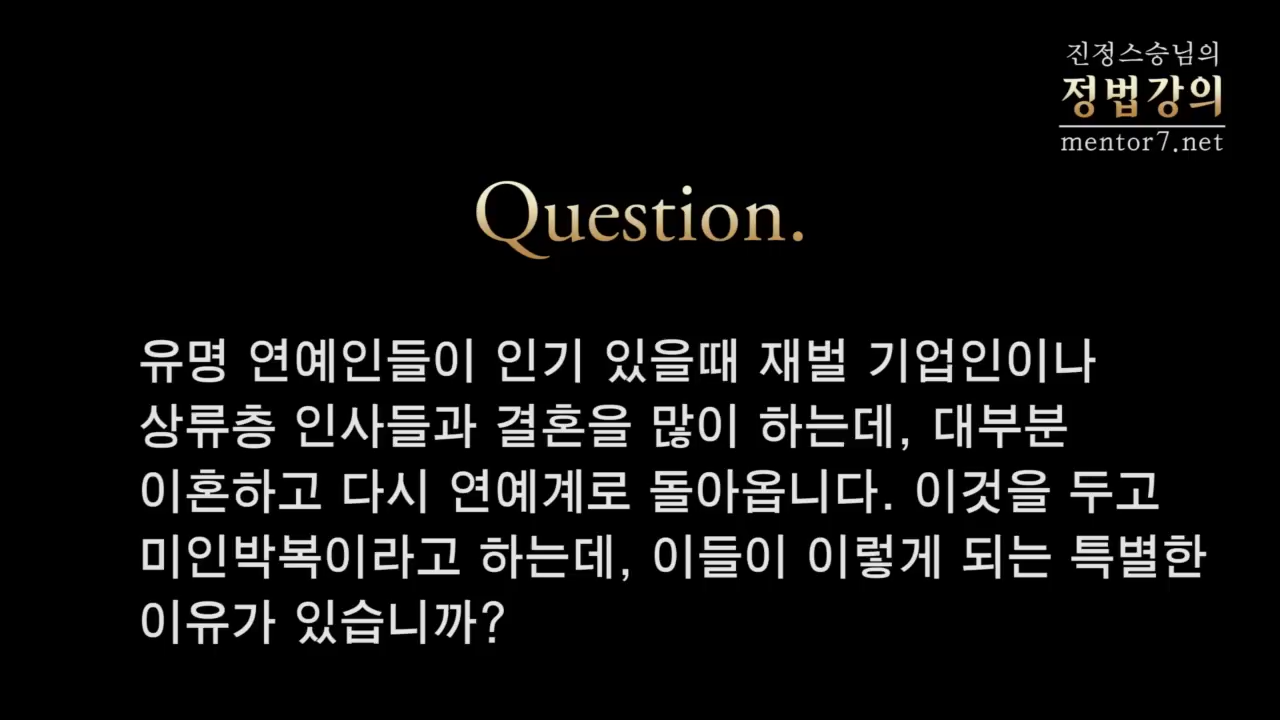 진정스승님의
정법강의
mentor7.net
Question.
유명 연예인들이 인기 있을때 재벌 기업인이나
상류층 인사들과 결혼을 많이 하는데, 대부분
이혼하고 다시 연예계로 돌아옵니다. 이것을 두고
미인박복이라고 하는데, 이들이 이렇게 되는 특별한
이유가 있습니까?